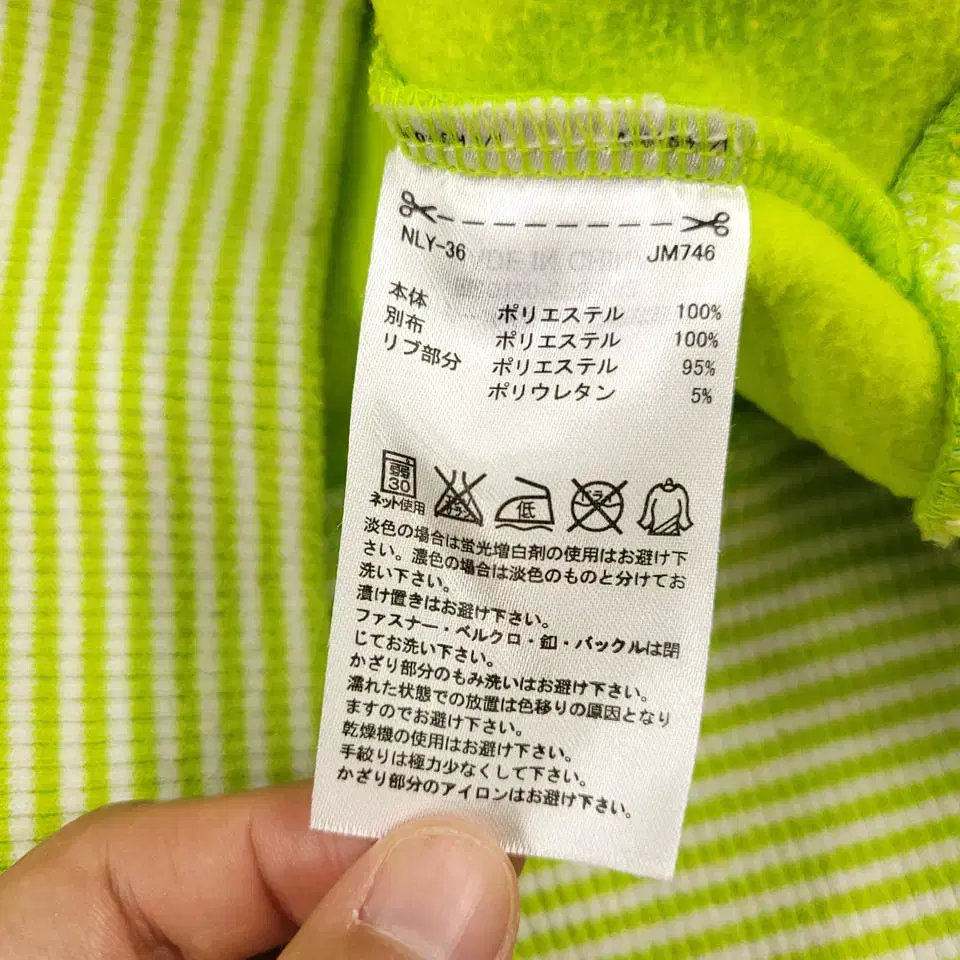 NLY-36 JM746
本体 ポリエステル 100%
別布 ポリエステル 100%
リブ部分 ポリエステル 95%
ポリウレタン 5%
弱
30
ネット使用
低
淡色の場合は蛍光増白剤の使用はお避け下
さい。濃色の場合は淡色のものと分けてお
洗い下さい。
漬け置きはお避け下さい。
ファスナー・ベルクロ・釦・バックルは閉
じてお洗い下さい。
かざり部分のもみ洗いはお避け下さい。
濡れた状態での放置は色移りの原因となり
ますのでお避け下さい。
乾燥機の使用はお避け下さい。
手絞りは極力少なくして下さい。
かざり部分のアイロンはお避け下さい。